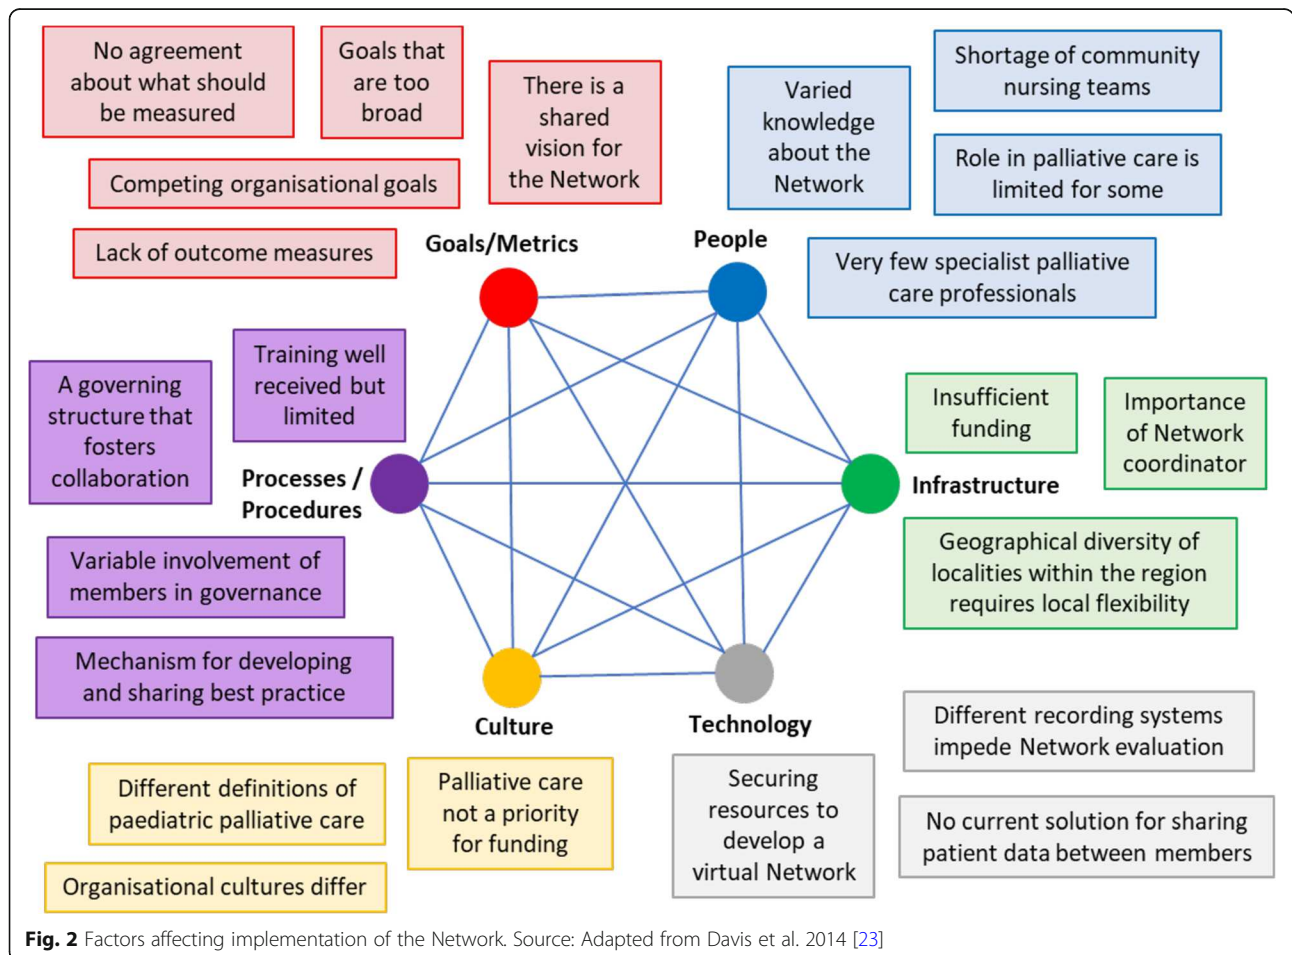 No agreement
about what should
be measured
Goals that
are too
broad
There is a
shared
vision for
the Network
Competing organisational goals
Lack of outcome measures
Goals/Metrics
Varied
knowledge
about the
Network
Shortage of community
nursing teams
Role in palliative care is
limited for some
Very few specialist palliative
care professionals
People
A governing
structure that
fosters
collaboration
Training well
received but
limited
Processes /
Procedures
Variable involvement of
members in governance
Mechanism for developing
and sharing best practice
Insufficient
funding
Importance
of Network
coordinator
Infrastructure
Geographical diversity of
localities within the region
requires local flexibility
Culture
Different definitions of
paediatric palliative care
Palliative care
not a priority
for funding
Organisational cultures differ
Technology
Securing
resources to
develop a
virtual Network
Different recording systems
impede Network evaluation
No current solution for sharing
patient data between members
Fig. 2 Factors affecting implementation of the Network. Source: Adapted from Davis et al. 2014 [23]